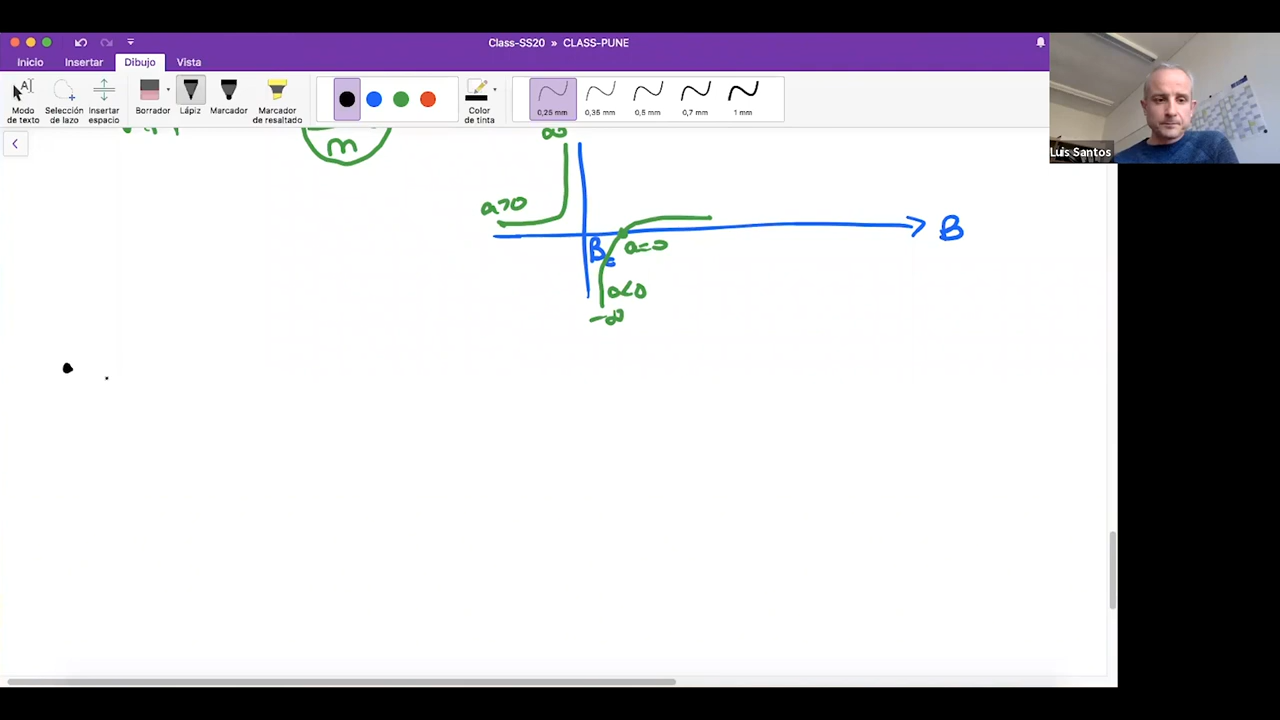 Class-SS20 » CLASS-PUNE
Inicio Insertar Dibujo Vista
Modo de texto
Selección de lazo
Insertar espacio
Borrador
Lápiz
Marcador
Marcador de resaltado
Color de tinta
0,25 mm 0,35 mm 0,5 mm 0,7 mm 1 mm
Luis Santos
m
∞
a>0
B
B₀
a=0
a<0
-∞